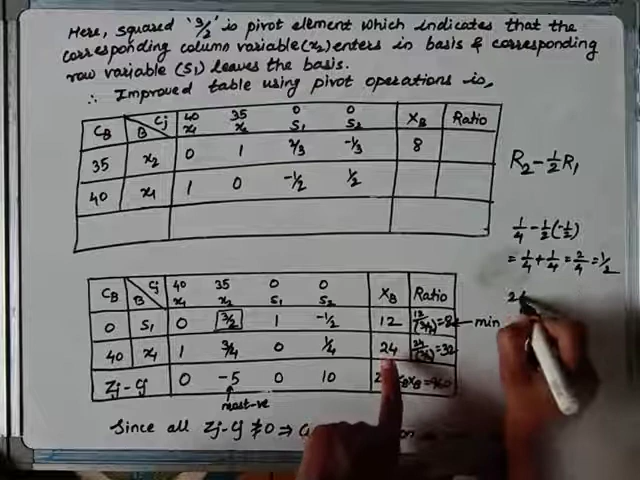 Here, squared '3/2' is pivot element which indicates that the
corresponding column variable (x₂) enters in basis & corresponding
row variable (S₁) leaves the basis.
∴ Improved table using pivot operations is,
CB B Cj 40 x₁ 35 x₂ 0 S₁ 0 S₂ XB Ratio
35 x₂ 0 1 2/3 -1/3 8
40 x₁ 1 0 -1/2 1/2
R₂ - 1/2 R₁
1/4 - 1/2(-1/2)
= 1/4 + 1/4 = 2/4 = 1/2
CB B Cj 40 x₁ 35 x₂ 0 S₁ 0 S₂ XB Ratio
0 S₁ 0 3/2 1 -1/2 12 12/(3/2)=8 ← min
40 x₁ 1 3/4 0 1/4 24 24/(3/4)=32
Zj - Cj 0 -5 0 10
most -ve
Since all Zj - Cj ≱ 0 ⇒